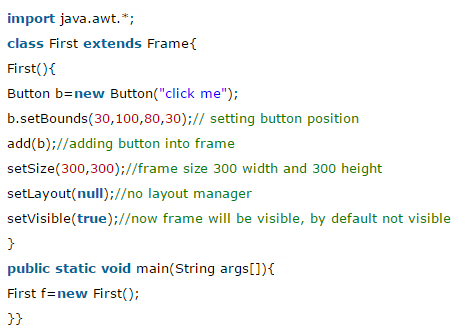 import java.awt.*;
class First extends Frame{
First(){
Button b=new Button("click me");
b.setBounds(30,100,80,30);// setting button position
add(b);//adding button into frame
setSize(300,300);//frame size 300 width and 300 height
setLayout(null);//no layout manager
setVisible(true);//now frame will be visible, by default not visible
}
public static void main(String args[]){
First f=new First();
}}